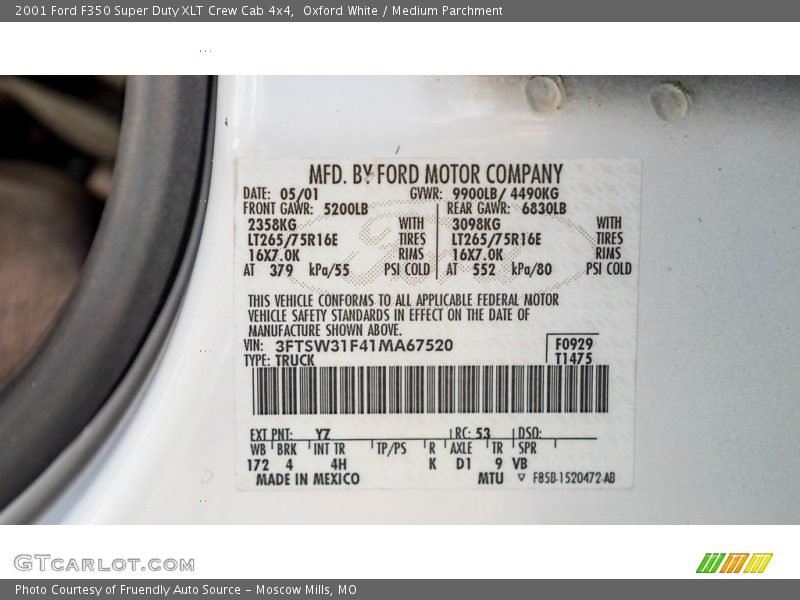 2001 Ford F350 Super Duty XLT Crew Cab 4x4,  Oxford White / Medium Parchment
MFD. BY FORD MOTOR COMPANY
DATE: 05/01 GVWR: 9900LB/ 4490KG
FRONT GAWR: 5200LB REAR GAWR: 6830LB
2358KG WITH 3098KG WITH
LT265/75R16E TIRES LT265/75R16E TIRES
16X7.0K RIMS 16X7.0K RIMS
AT 379 kPa/55 PSI COLD AT 552 kPa/80 PSI COLD
THIS VEHICLE CONFORMS TO ALL APPLICABLE FEDERAL MOTOR
VEHICLE SAFETY STANDARDS IN EFFECT ON THE DATE OF
MANUFACTURE SHOWN ABOVE.
VIN: 3FTSW31F41MA67520 F0929
TYPE: TRUCK T1475
EXT PNT: YZ RC: 53 DSO:
WB BRK INT TR TP/PS R AXLE TR SPR
172 4 4H K D1 9 VB
MADE IN MEXICO MTU ▽ F85B-1520472-AB
GTCARLOT.COM
Photo Courtesy of Fruendly Auto Source – Moscow Mills, MO